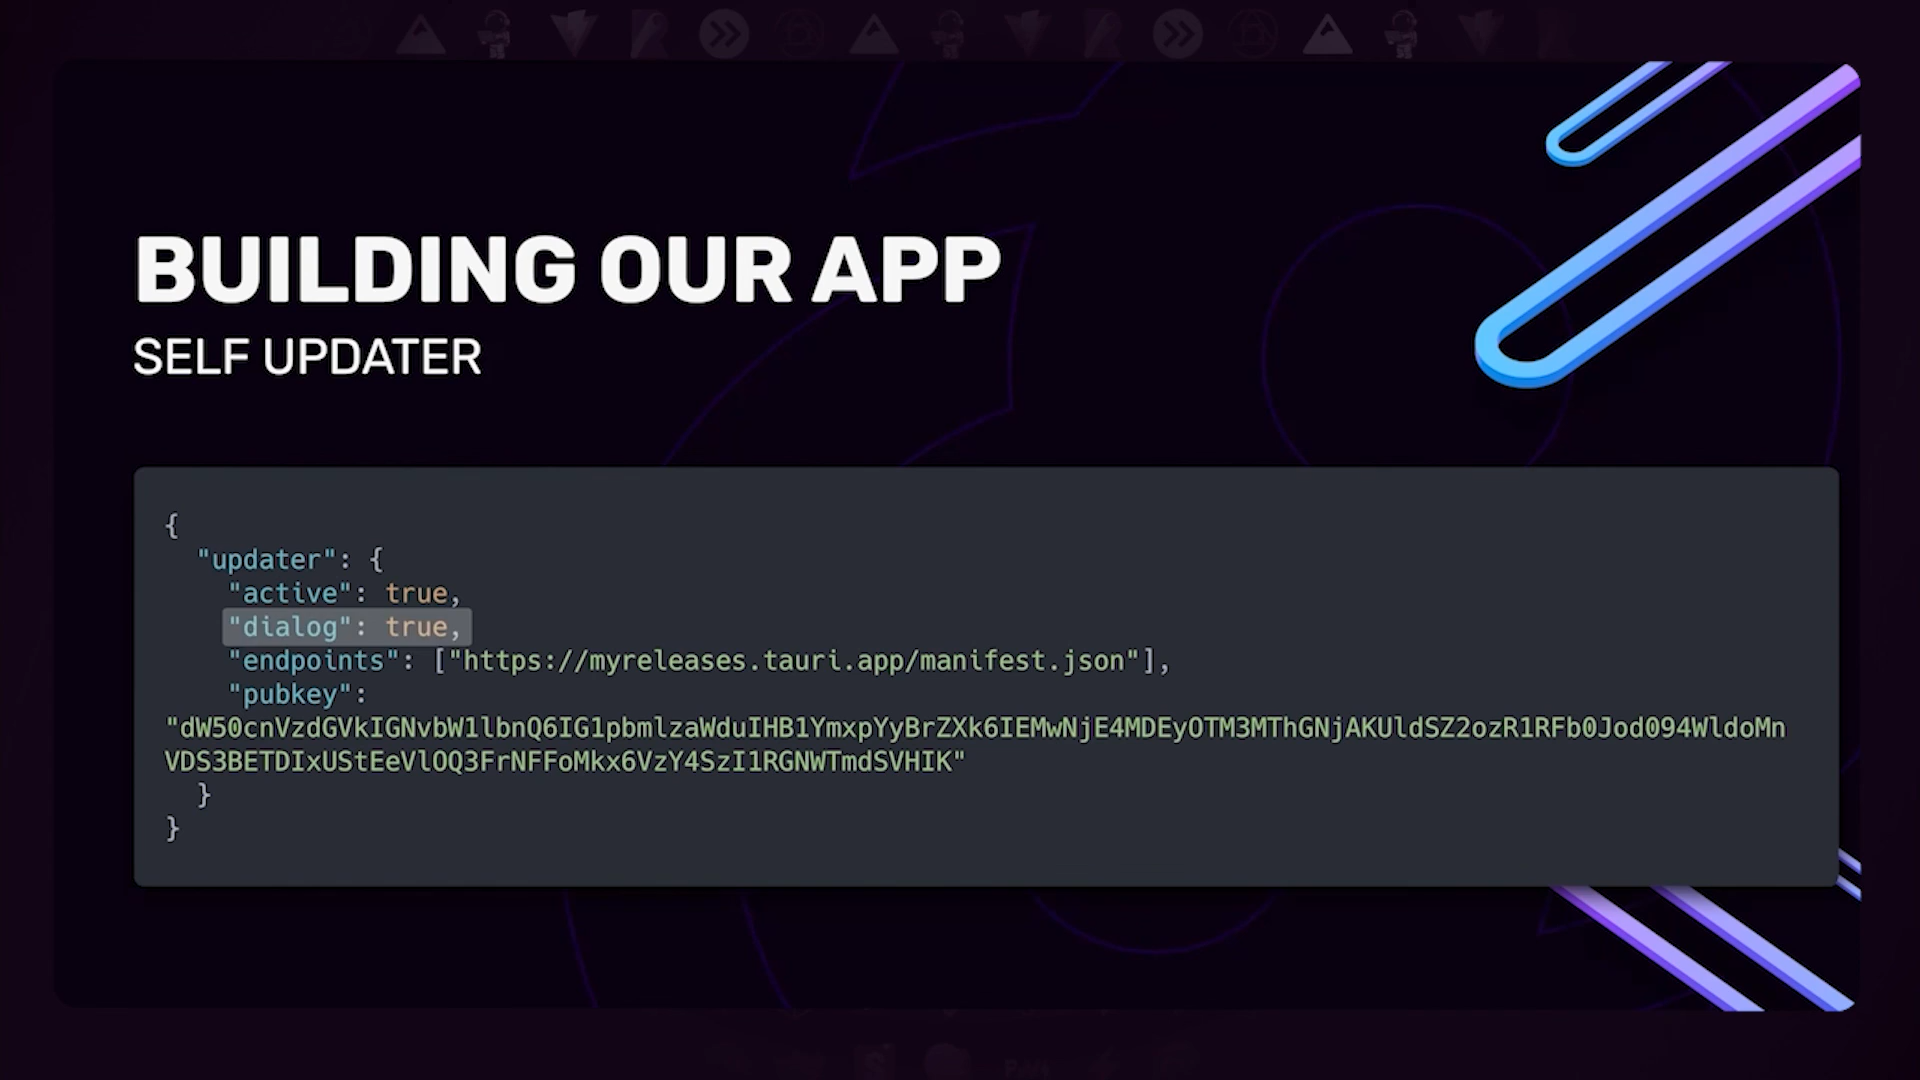 BUILDING OUR APP
SELF UPDATER
{
"updater": {
"active": true,
"dialog": true,
"endpoints": ["https://myreleases.tauri.app/manifest.json"],
"pubkey":
"dW50cnVzdGVkIGNvbW1lbnQ6IG1pbmlzaWduIHB1YmxpYyBrZXk6IEMwNjE4MDEyOTM3MThGNjAKUldSZ2ozR1RFb0Jod094WldoMn
VDS3BETDIxUStEeVlOQ3FrNFFoMkx6VzY4SzI1RGNWTmdSVHIK"
}
}